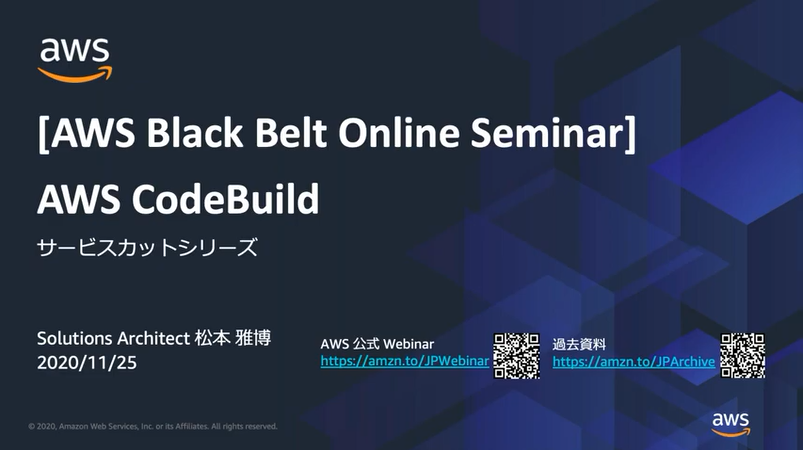 aws
[AWS Black Belt Online Seminar]
AWS CodeBuild
サービスカットシリーズ
Solutions Architect 松本 雅博
2020/11/25
AWS 公式 Webinar
https://amzn.to/JPWebinar
過去資料
https://amzn.to/JPArchive
© 2020, Amazon Web Services, Inc. or its Affiliates. All rights reserved.
aws